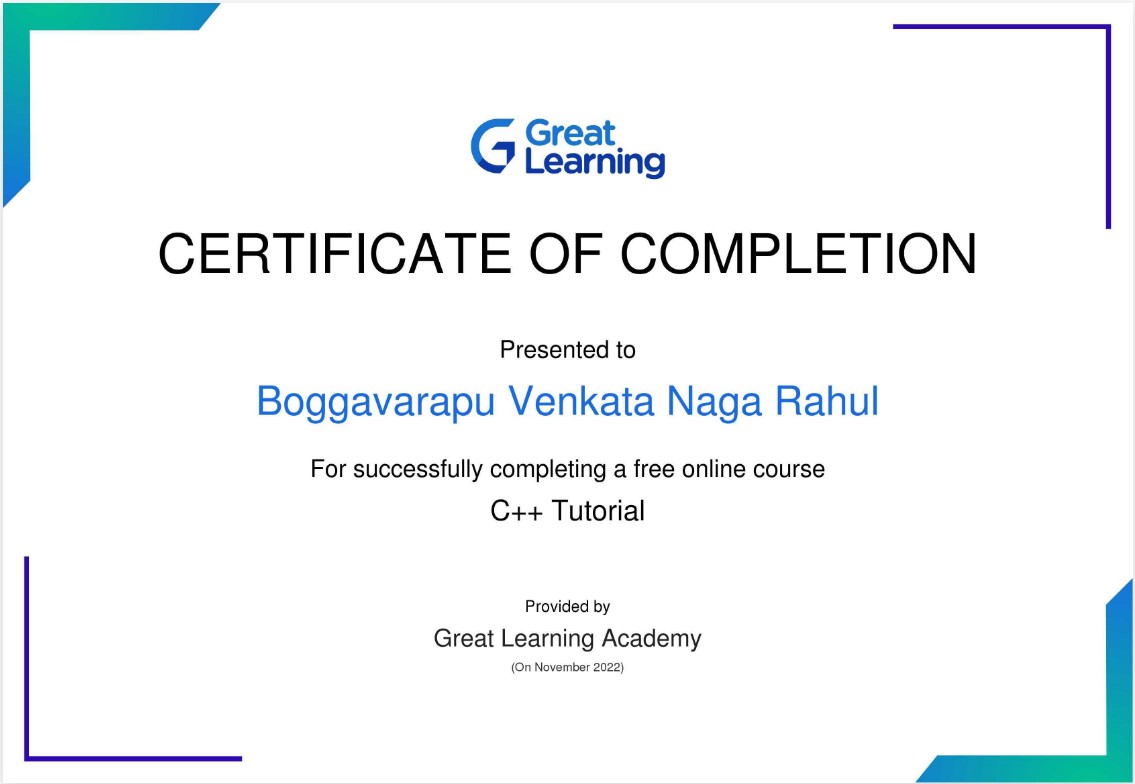 Great
Learning
CERTIFICATE OF COMPLETION
Presented to
Boggavarapu Venkata Naga Rahul
For successfully completing a free online course
C++ Tutorial
Provided by
Great Learning Academy
(On November 2022)